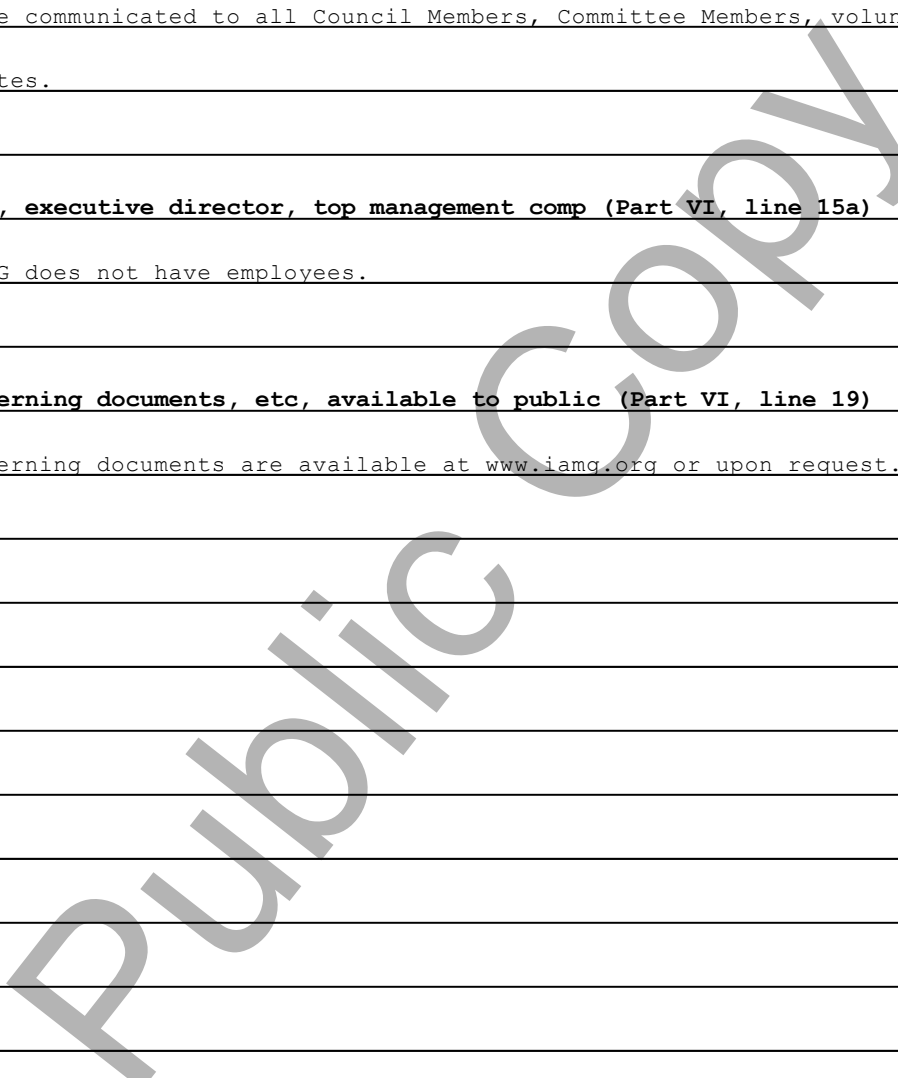 e communicated to all Council Members, Committee Members, volun
tes.
, executive director, top management comp (Part VI, line 15a)
G does not have employees.
erning documents, etc, available to public (Part VI, line 19)
erning documents are available at www.iamg.org or upon request.
Public Copy